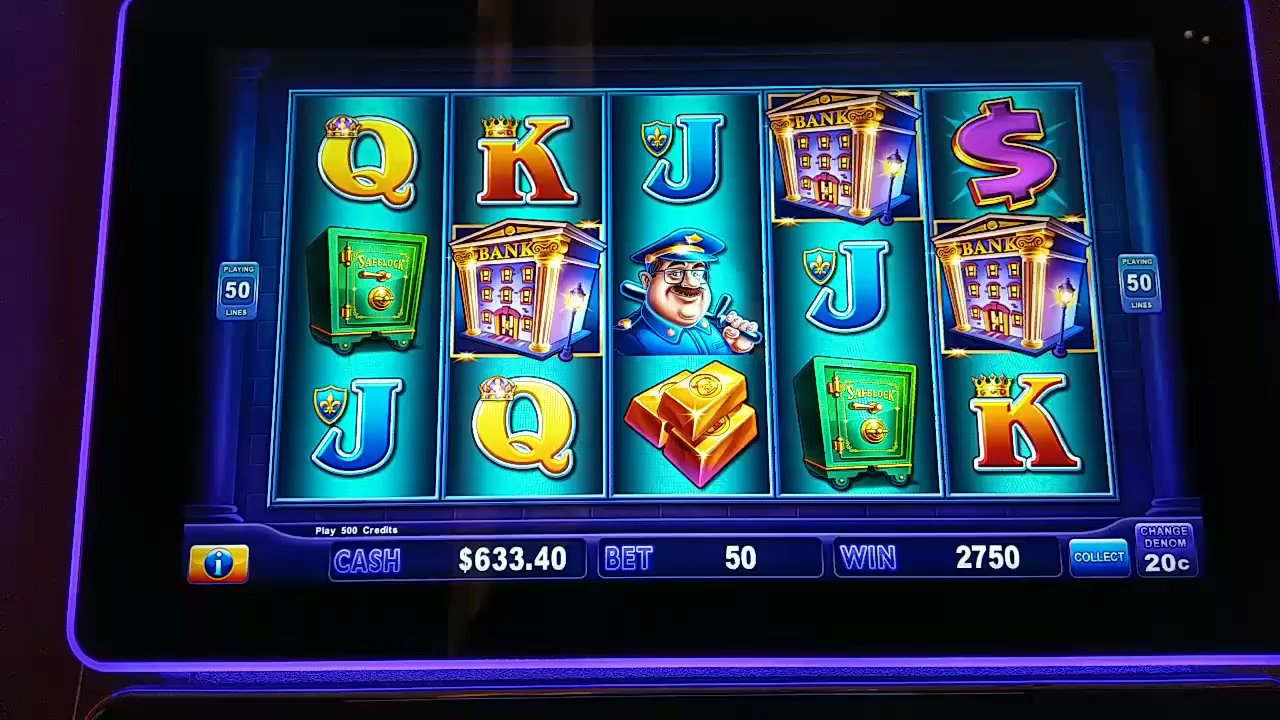 Q K J BANK $
SAFELOCK BANK J BANK
J Q SAFELOCK K
PLAYING
50
LINES
PLAYING
50
LINES
Play 500 Credits
i CASH $633.40 BET 50 WIN 2750 COLLECT
CHANGE
DENOM
20¢